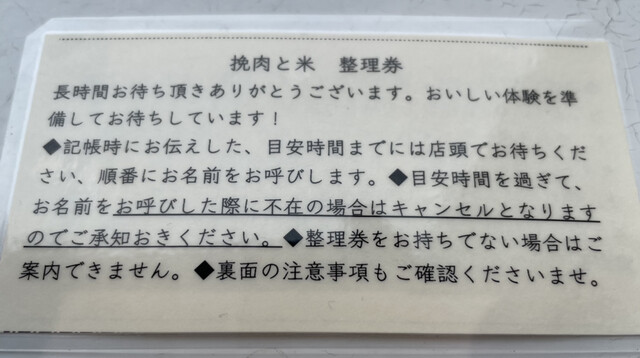 挽肉と米 整理券
長時間お待ち頂きありがとうございます。おいしい体験を準
備してお待ちしています！
◆記帳時にお伝えした、目安時間までには店頭でお待ちくだ
さい、順番にお名前をお呼びします。◆目安時間を過ぎて、
お名前をお呼びした際に不在の場合はキャンセルとなります
のでご承知おきください。◆整理券をお持ちでない場合はご
案内できません。◆裏面の注意事項もご確認くださいませ。